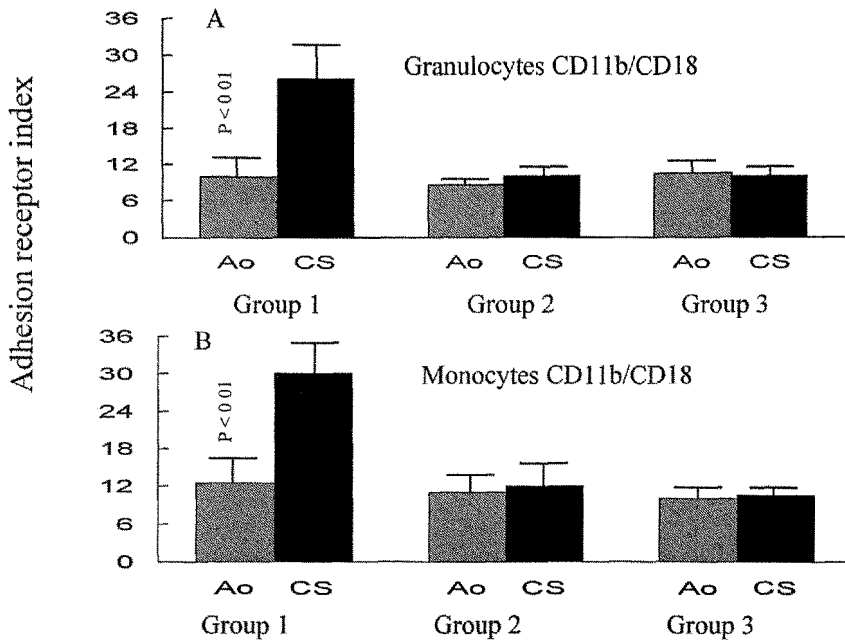 Adhesion receptor index
A
Granulocytes CD11b/CD18
36
30
24
18
12
6
0
P < 0 01
Ao CS Ao CS Ao CS
Group 1 Group 2 Group 3
B
Monocytes CD11b/CD18
36
30
24
18
12
6
0
P < 0 01
Ao CS Ao CS Ao CS
Group 1 Group 2 Group 3